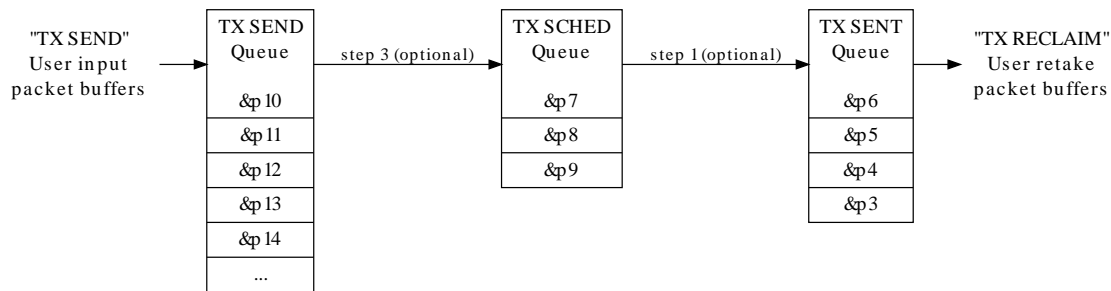 "TX SEND"
User input
packet buffers
TX SEND
Queue
&p10
&p11
&p12
&p13
&p14
...
step 3 (optional)
TX SCHED
Queue
&p7
&p8
&p9
step 1 (optional)
TX SENT
Queue
&p6
&p5
&p4
&p3
"TX RECLAIM"
User retake
packet buffers